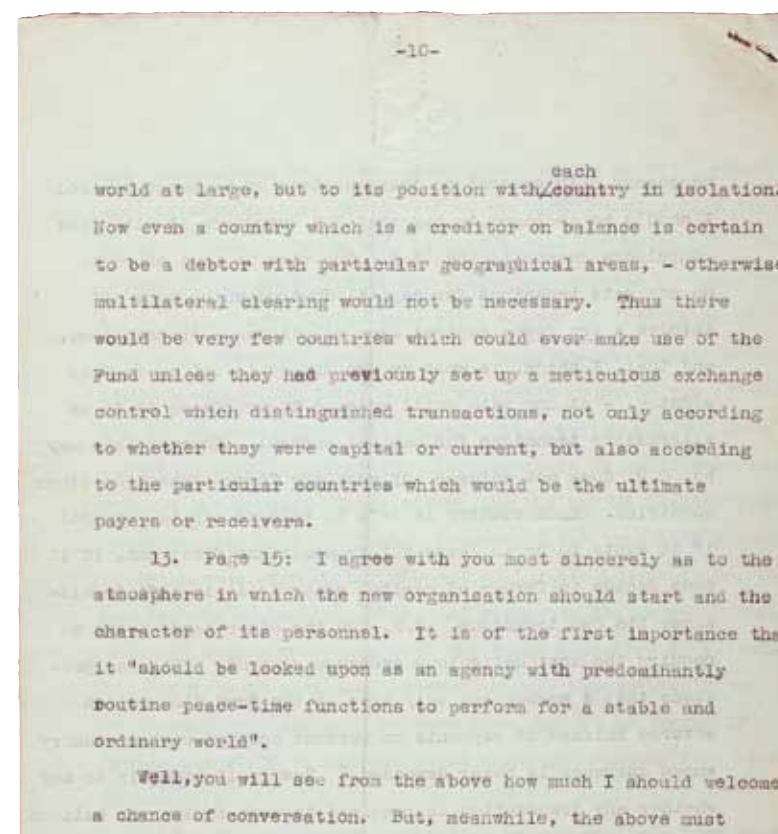 -10-
each
world at large, but to its position with/country in isolation.
Now even a country which is a creditor on balance is certain
to be a debtor with particular geographical areas, - otherwise
multilateral clearing would not be necessary. Thus there
would be very few countries which could ever make use of the
Fund unless they had previously set up a meticulous exchange
control which distinguished transactions, not only according
to whether they were capital or current, but also according
to the particular countries which would be the ultimate
payers or receivers.
13. Page 15: I agree with you most sincerely as to the
atmosphere in which the new organisation should start and the
character of its personnel. It is of the first importance tha
it "should be looked upon as an agency with predominantly
routine peace-time functions to perform for a stable and
ordinary world".
Well, you will see from the above how much I should welcome
a chance of conversation. But, meanwhile, the above must